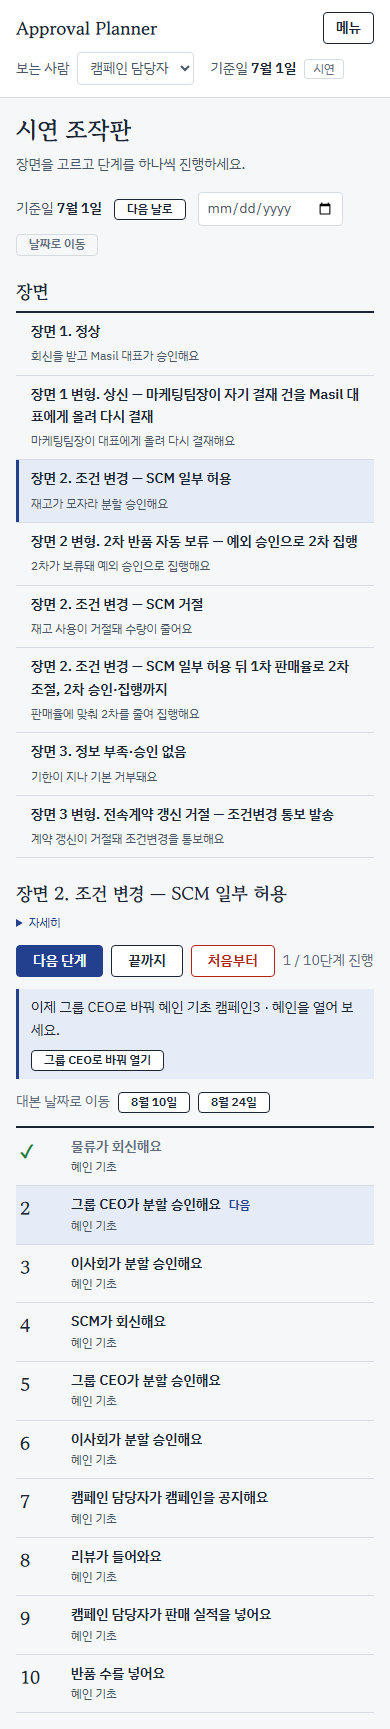 Approval Planner
메뉴
보는 사람 캠페인 담당자 기준일 7월 1일 시연
시연 조작판
장면을 고르고 단계를 하나씩 진행하세요.
기준일 7월 1일 다음 날로 mm/dd/yyyy
날짜로 이동
장면
장면 1. 정상
회신을 받고 Masil 대표가 승인해요
장면 1 변형. 상신 — 마케팅팀장이 자기 결재 건을 Masil 대
표에게 올려 다시 결재
마케팅팀장이 대표에게 올려 다시 결재해요
장면 2. 조건 변경 — SCM 일부 허용
재고가 모자라 분할 승인해요
장면 2 변형. 2차 반품 자동 보류 — 예외 승인으로 2차 집행
2차가 보류돼 예외 승인으로 집행해요
장면 2. 조건 변경 — SCM 거절
재고 사용이 거절돼 수량이 줄어요
장면 2. 조건 변경 — SCM 일부 허용 뒤 1차 판매율로 2차
조절, 2차 승인·집행까지
판매율에 맞춰 2차를 줄여 집행해요
장면 3. 정보 부족·승인 없음
기한이 지나 기본 거부돼요
장면 3 변형. 전속계약 갱신 거절 — 조건변경 통보 발송
계약 갱신이 거절돼 조건변경을 통보해요
장면 2. 조건 변경 — SCM 일부 허용
▶ 자세히
다음 단계 끝까지 처음부터 1 / 10단계 진행
이제 그룹 CEO로 바꿔 혜인 기초 캠페인3 · 혜인을 열어 보
세요.
그룹 CEO로 바꿔 열기
대본 날짜로 이동 8월 10일 8월 24일
✓ 물류가 회신해요
혜인 기초
2 그룹 CEO가 분할 승인해요 다음
혜인 기초
3 이사회가 분할 승인해요
혜인 기초
4 SCM가 회신해요
혜인 기초
5 그룹 CEO가 분할 승인해요
혜인 기초
6 이사회가 분할 승인해요
혜인 기초
7 캠페인 담당자가 캠페인을 공지해요
혜인 기초
8 리뷰가 들어와요
혜인 기초
9 캠페인 담당자가 판매 실적을 넣어요
혜인 기초
10 반품 수를 넣어요
혜인 기초